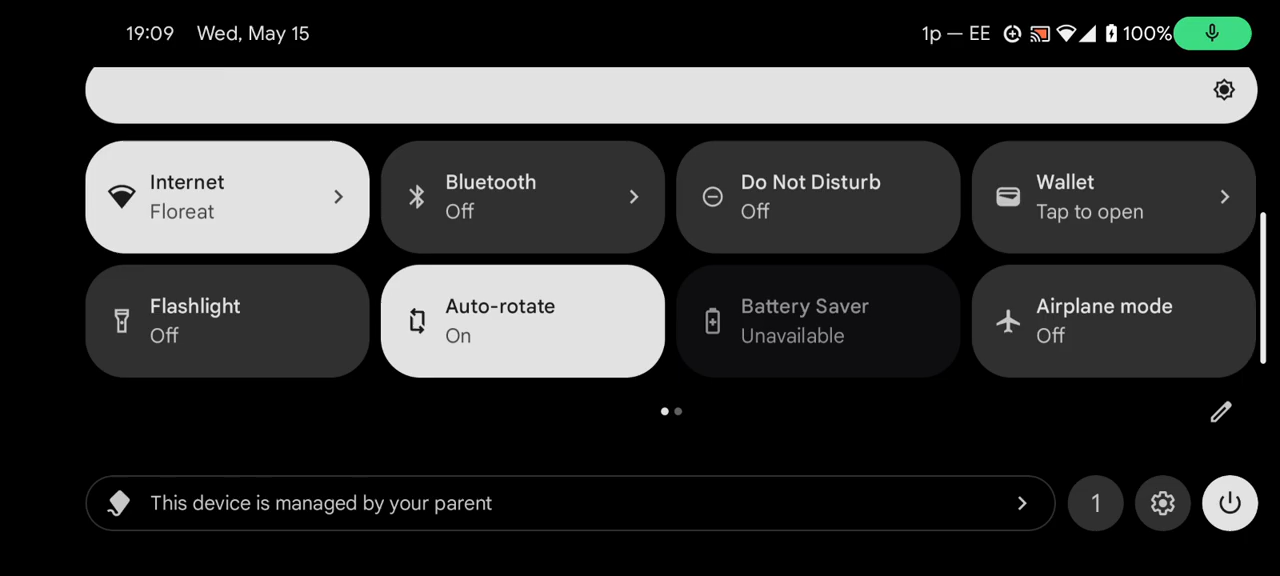 19:09 Wed, May 15 1p — EE 100%
Internet
Floreat
Bluetooth
Off
Do Not Disturb
Off
Wallet
Tap to open
Flashlight
Off
Auto-rotate
On
Battery Saver
Unavailable
Airplane mode
Off
This device is managed by your parent 1